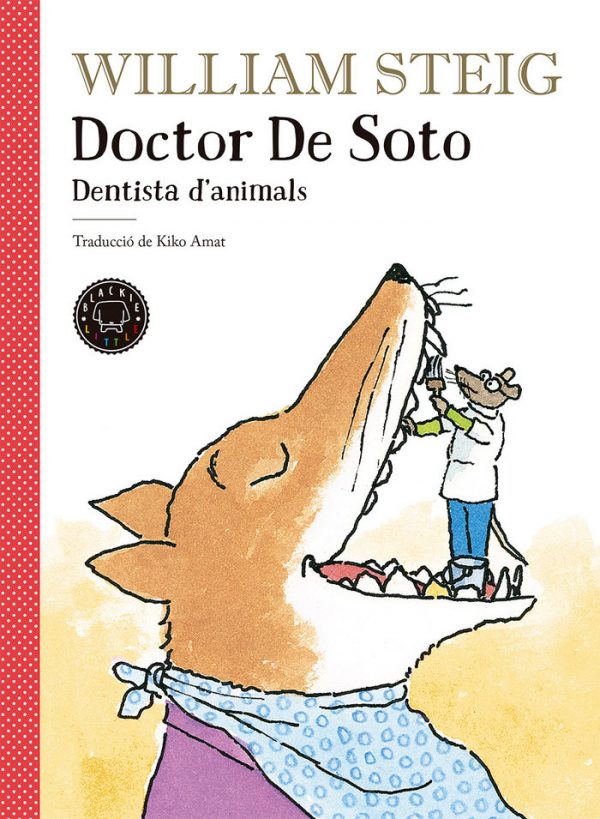 WILLIAM STEIG
Doctor De Soto
Dentista d'animals
Traducció de Kiko Amat
BLACKIE
LITTLE